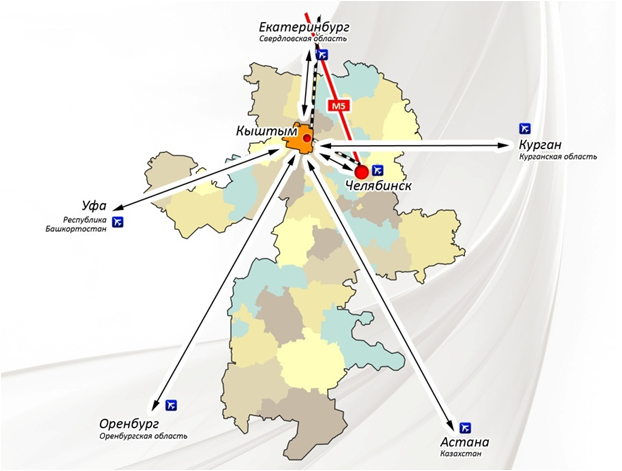 Екатеринбург
Свердловская область
М5
Кыштым
Курган
Курганская область
Челябинск
Уфа
Республика
Башкортостан
Оренбург
Оренбургская область
Астана
Казахстан